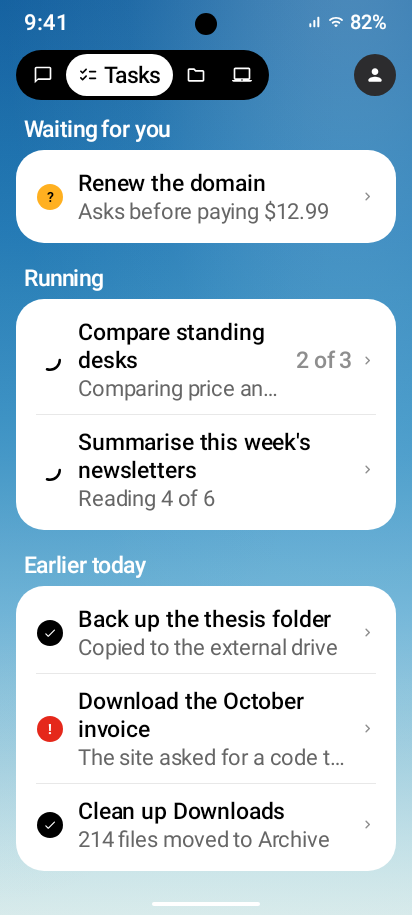 9:41
82%
Tasks
Waiting for you
?
Renew the domain
Asks before paying $12.99
Running
Compare standing
desks
2 of 3
Comparing price an…
Summarise this week's
newsletters
Reading 4 of 6
Earlier today
Back up the thesis folder
Copied to the external drive
Download the October
invoice
!
The site asked for a code t…
Clean up Downloads
214 files moved to Archive